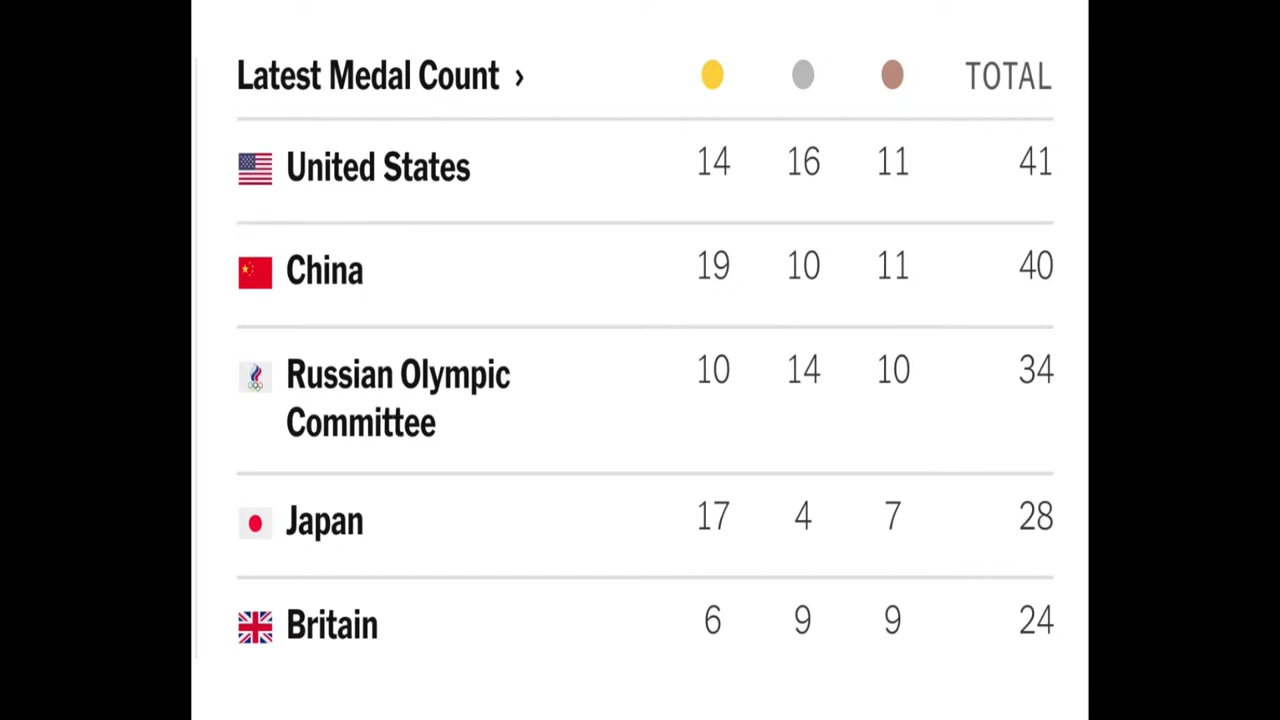 Latest Medal Count › TOTAL
United States 14 16 11 41
China 19 10 11 40
Russian Olympic 10 14 10 34
Committee
Japan 17 4 7 28
Britain 6 9 9 24